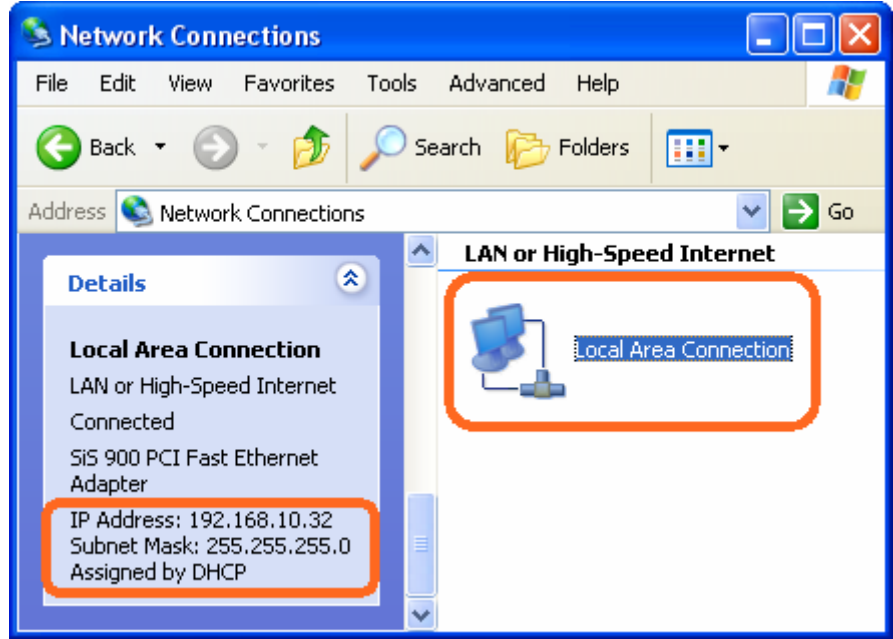 Network Connections
File Edit View Favorites Tools Advanced Help
Back Search Folders
Address Network Connections Go
Details
Local Area Connection
LAN or High-Speed Internet
Connected
SiS 900 PCI Fast Ethernet
Adapter
IP Address: 192.168.10.32
Subnet Mask: 255.255.255.0
Assigned by DHCP
LAN or High-Speed Internet
Local Area Connection